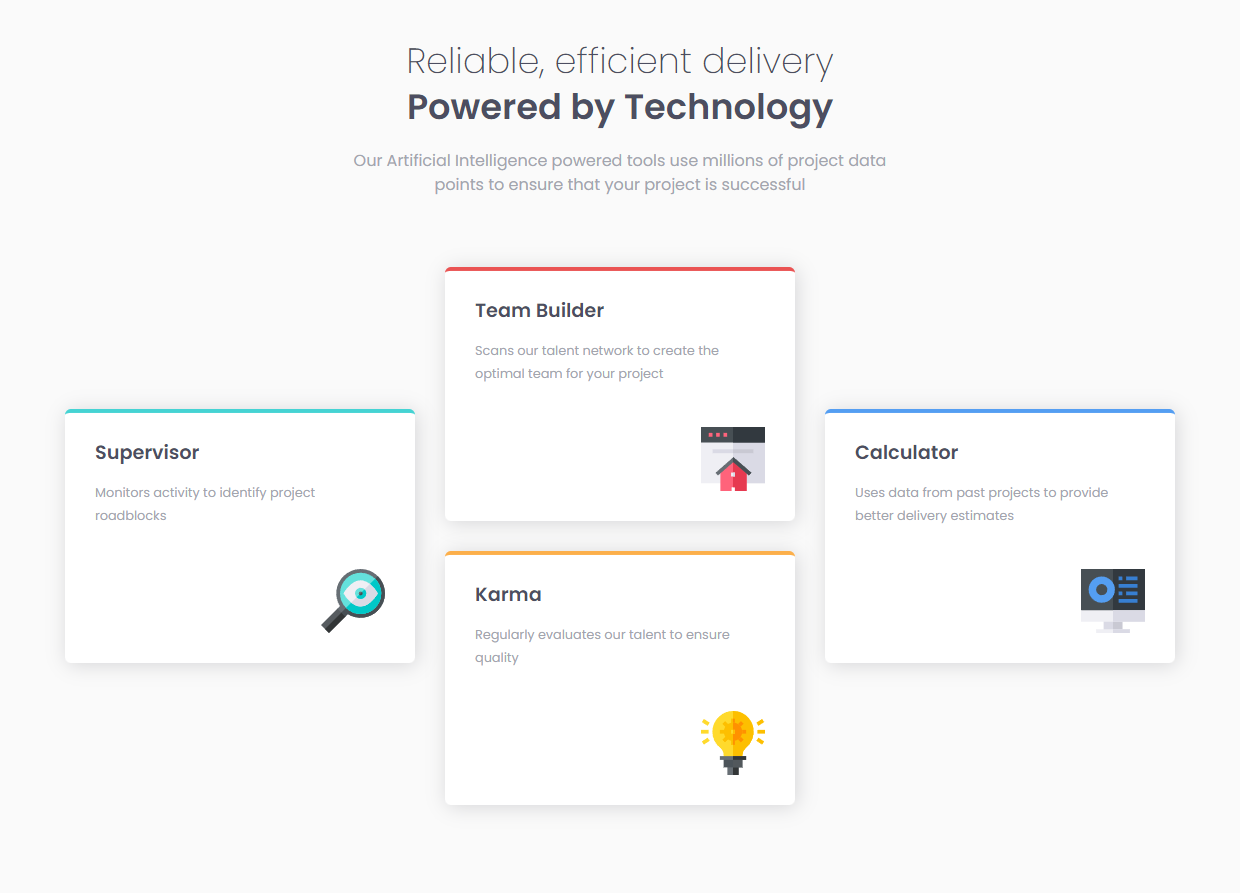 Reliable, efficient delivery
Powered by Technology
Our Artificial Intelligence powered tools use millions of project data
points to ensure that your project is successful
Team Builder
Scans our talent network to create the
optimal team for your project
Supervisor
Monitors activity to identify project
roadblocks
Calculator
Uses data from past projects to provide
better delivery estimates
Karma
Regularly evaluates our talent to ensure
quality